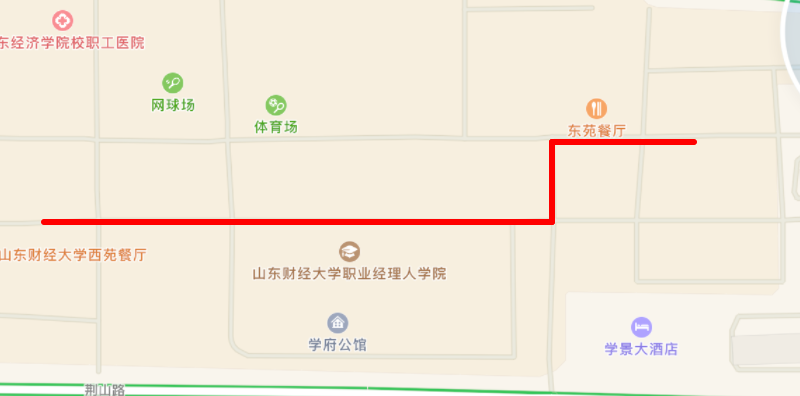 东经济学院校职工医院
网球场
体育场
东苑餐厅
山东财经大学西苑餐厅
山东财经大学职业经理人学院
学府公馆
学景大酒店
荆山路